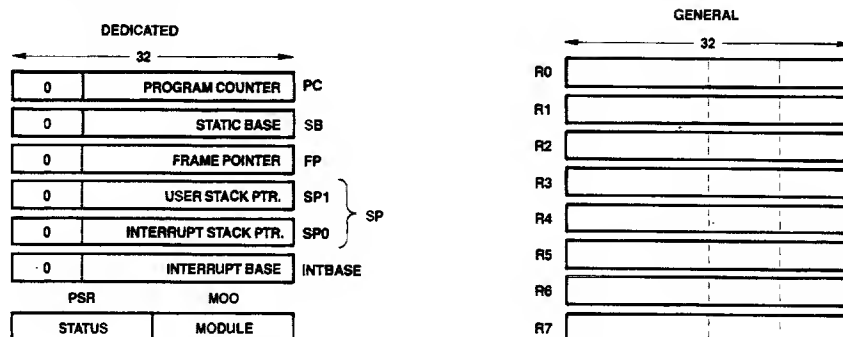 DEDICATED
32
0 PROGRAM COUNTER PC
0 STATIC BASE SB
0 FRAME POINTER FP
0 USER STACK PTR. SP1
SP
0 INTERRUPT STACK PTR. SP0
0 INTERRUPT BASE INTBASE
PSR MOO
STATUS MODULE
GENERAL
32
R0
R1
R2
R3
R4
R5
R6
R7